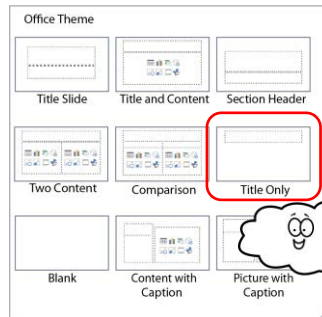 Office Theme
Title Slide
Title and Content
Section Header
Two Content
Comparison
Title Only
Blank
Content with
Caption
Picture with
Caption